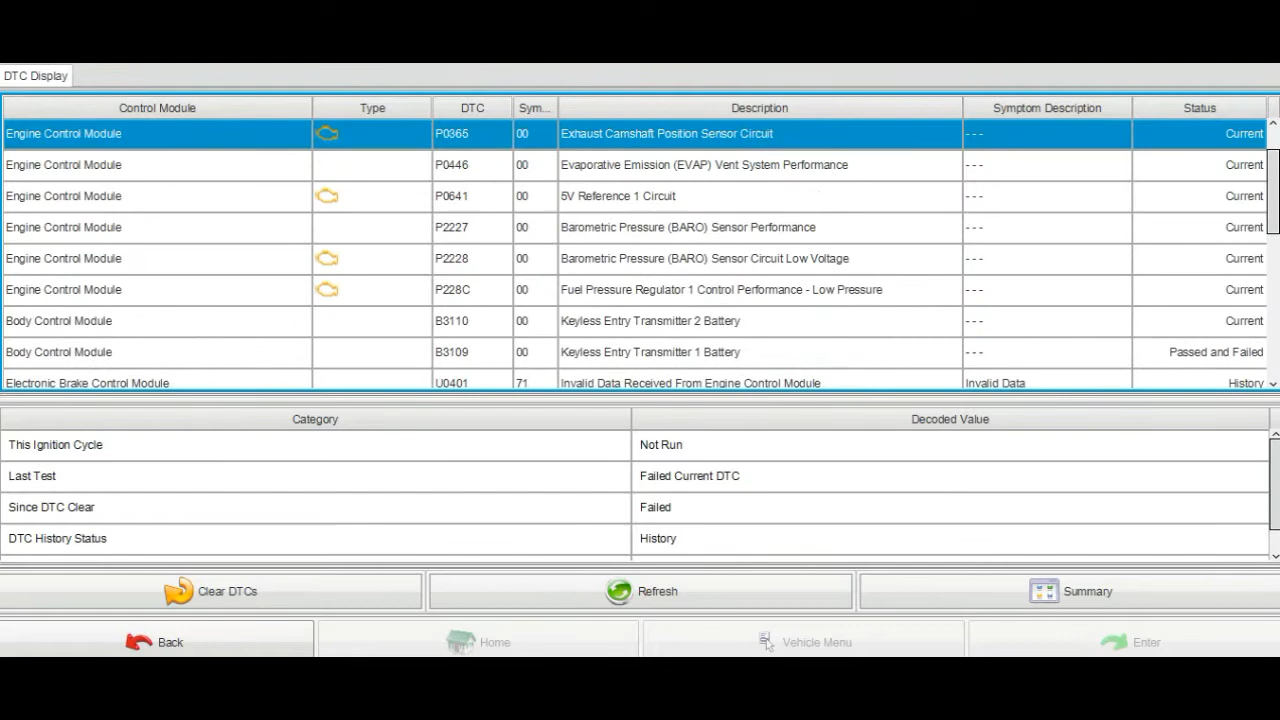 DTC Display
Control Module Type DTC Sym... Description Symptom Description Status
Engine Control Module P0365 00 Exhaust Camshaft Position Sensor Circuit - - - Current
Engine Control Module P0446 00 Evaporative Emission (EVAP) Vent System Performance - - - Current
Engine Control Module P0641 00 5V Reference 1 Circuit - - - Current
Engine Control Module P2227 00 Barometric Pressure (BARO) Sensor Performance - - - Current
Engine Control Module P2228 00 Barometric Pressure (BARO) Sensor Circuit Low Voltage - - - Current
Engine Control Module P228C 00 Fuel Pressure Regulator 1 Control Performance - Low Pressure - - - Current
Body Control Module B3110 00 Keyless Entry Transmitter 2 Battery - - - Current
Body Control Module B3109 00 Keyless Entry Transmitter 1 Battery - - - Passed and Failed
Electronic Brake Control Module U0401 71 Invalid Data Received From Engine Control Module Invalid Data History
Category Decoded Value
This Ignition Cycle Not Run
Last Test Failed Current DTC
Since DTC Clear Failed
DTC History Status History
Clear DTCs Refresh Summary
Back Home Vehicle Menu Enter